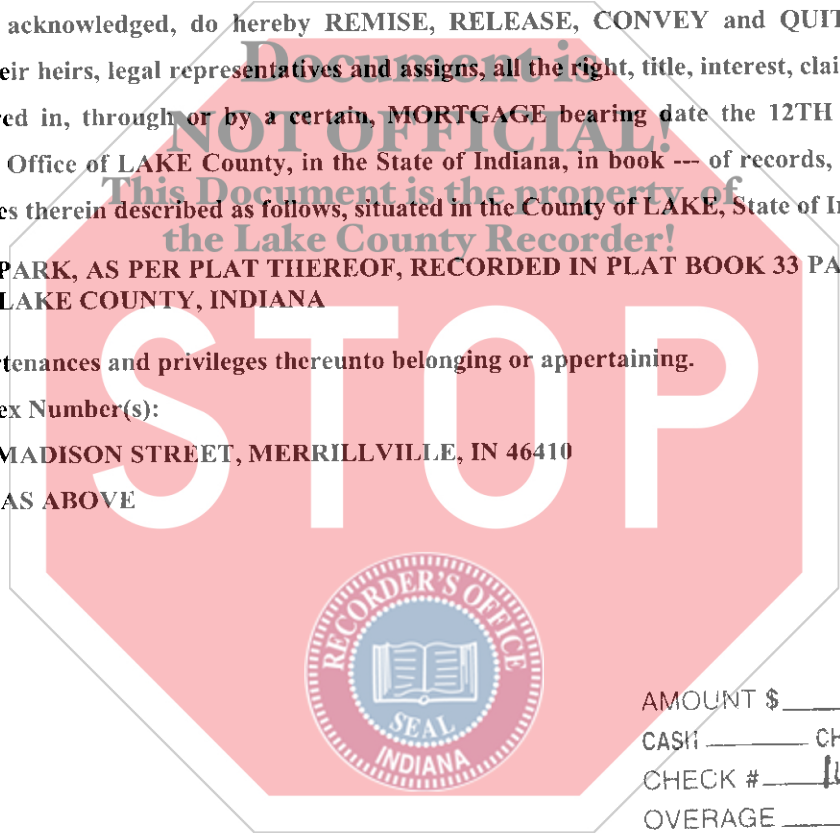 acknowledged, do hereby REMISE, RELEASE, CONVEY and QUIT
eir heirs, legal representatives and assigns, all the right, title, interest, clai
ed in, through or by a certain, MORTGAGE bearing date the 12TH
Office of LAKE County, in the State of Indiana, in book --- of records,
es therein described as follows, situated in the County of LAKE, State of I
PARK, AS PER PLAT THEREOF, RECORDED IN PLAT BOOK 33 PA
LAKE COUNTY, INDIANA
tenances and privileges thereunto belonging or appertaining.
ex Number(s):
MADISON STREET, MERRILLVILLE, IN 46410
AS ABOVE
Document is
NOT OFFICIAL!
This Document is the property of
the Lake County Recorder!
STOP
RECORDER'S OFFICE
SEAL
INDIANA
AMOUNT $
CASH CH
CHECK #
OVERAGE